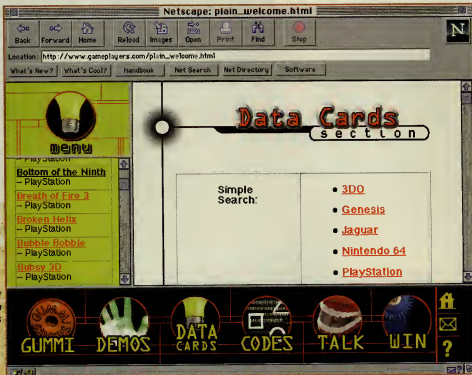 Netscape: plain_welcome.html
Back Forward Home Reload Images Open Print Find Stop
N
Location: http://www.gameplayers.com/plain_welcome.html
What's New? What's Cool? Handbook Net Search Net Directory Software
menu
Data Cards
section
-- PlayStation
Bottom of the Ninth
-- PlayStation
Breath of Fire 3
-- PlayStation
Broken Helix
-- PlayStation
Bubble Bobble
-- PlayStation
Bubsy 3D
-- PlayStation
Simple
Search:
• 3DO
• Genesis
• Jaguar
• Nintendo 64
• PlayStation
GUMMI DEMOS DATA CARDS CODES TALK WIN
?